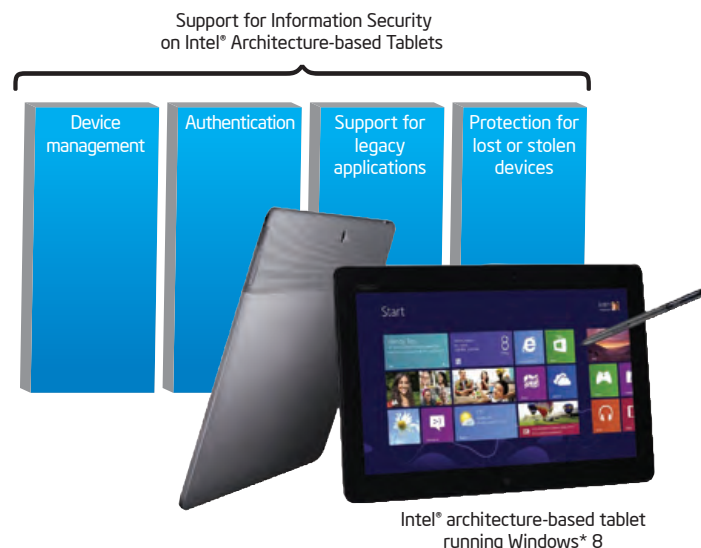 Support for Information Security
on Intel® Architecture-based Tablets
Device
management
Authentication
Support for
legacy
applications
Protection for
lost or stolen
devices
Start
8
Intel® architecture-based tablet
running Windows* 8